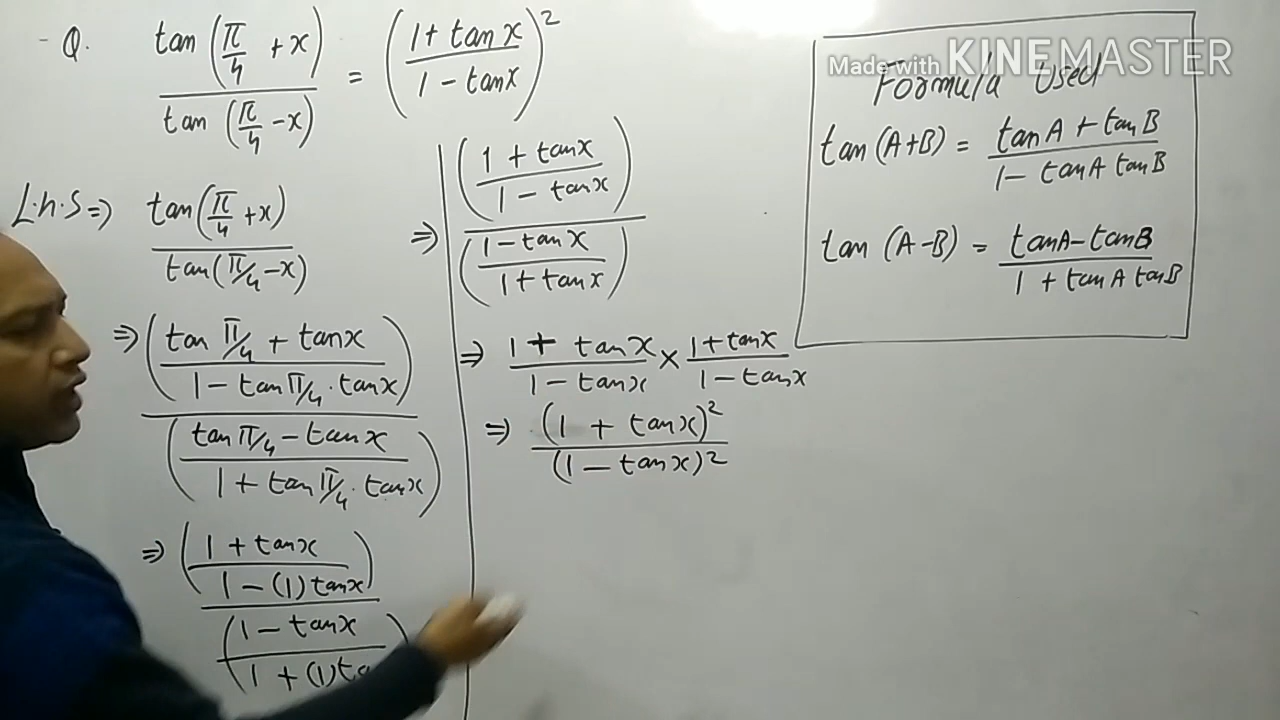 Q. tan (π/4 + x) / tan (π/4 - x) = ((1 + tan x) / (1 - tan x))²
L.h.S ⇒ tan(π/4 + x) / tan(π/4 - x)
⇒ ((tan π/4 + tan x) / (1 - tan π/4 . tan x)) / ((tan π/4 - tan x) / (1 + tan π/4 . tan x))
⇒ ((1 + tan x) / (1 - (1) tan x)) / ((1 - tan x) / (1 + (1)
⇒ ((1 + tan x) / (1 - tan x)) / ((1 - tan x) / (1 + tan x))
⇒ (1 + tan x) / (1 - tan x) × (1 + tan x) / (1 - tan x)
⇒ (1 + tan x)² / (1 - tan x)²
Made with KINEMASTER
Formula Used
tan (A+B) = (tan A + tan B) / (1 - tan A tan B)
tan (A-B) = (tan A - tan B) / (1 + tan A tan B)